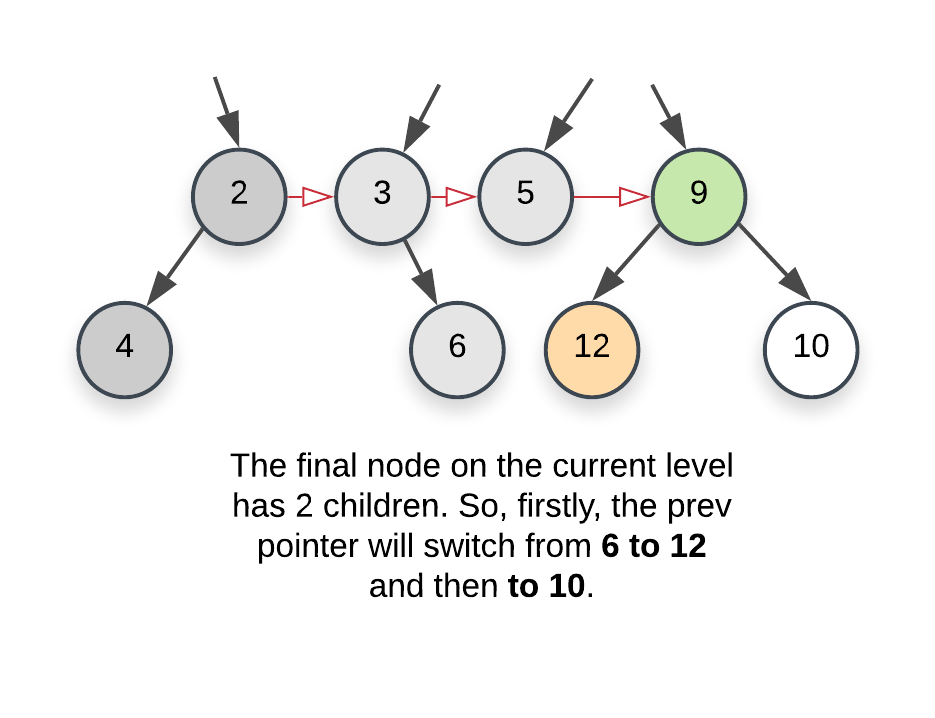 2 3 5 9
4 6 12 10
The final node on the current level
has 2 children. So, firstly, the prev
pointer will switch from 6 to 12
and then to 10.